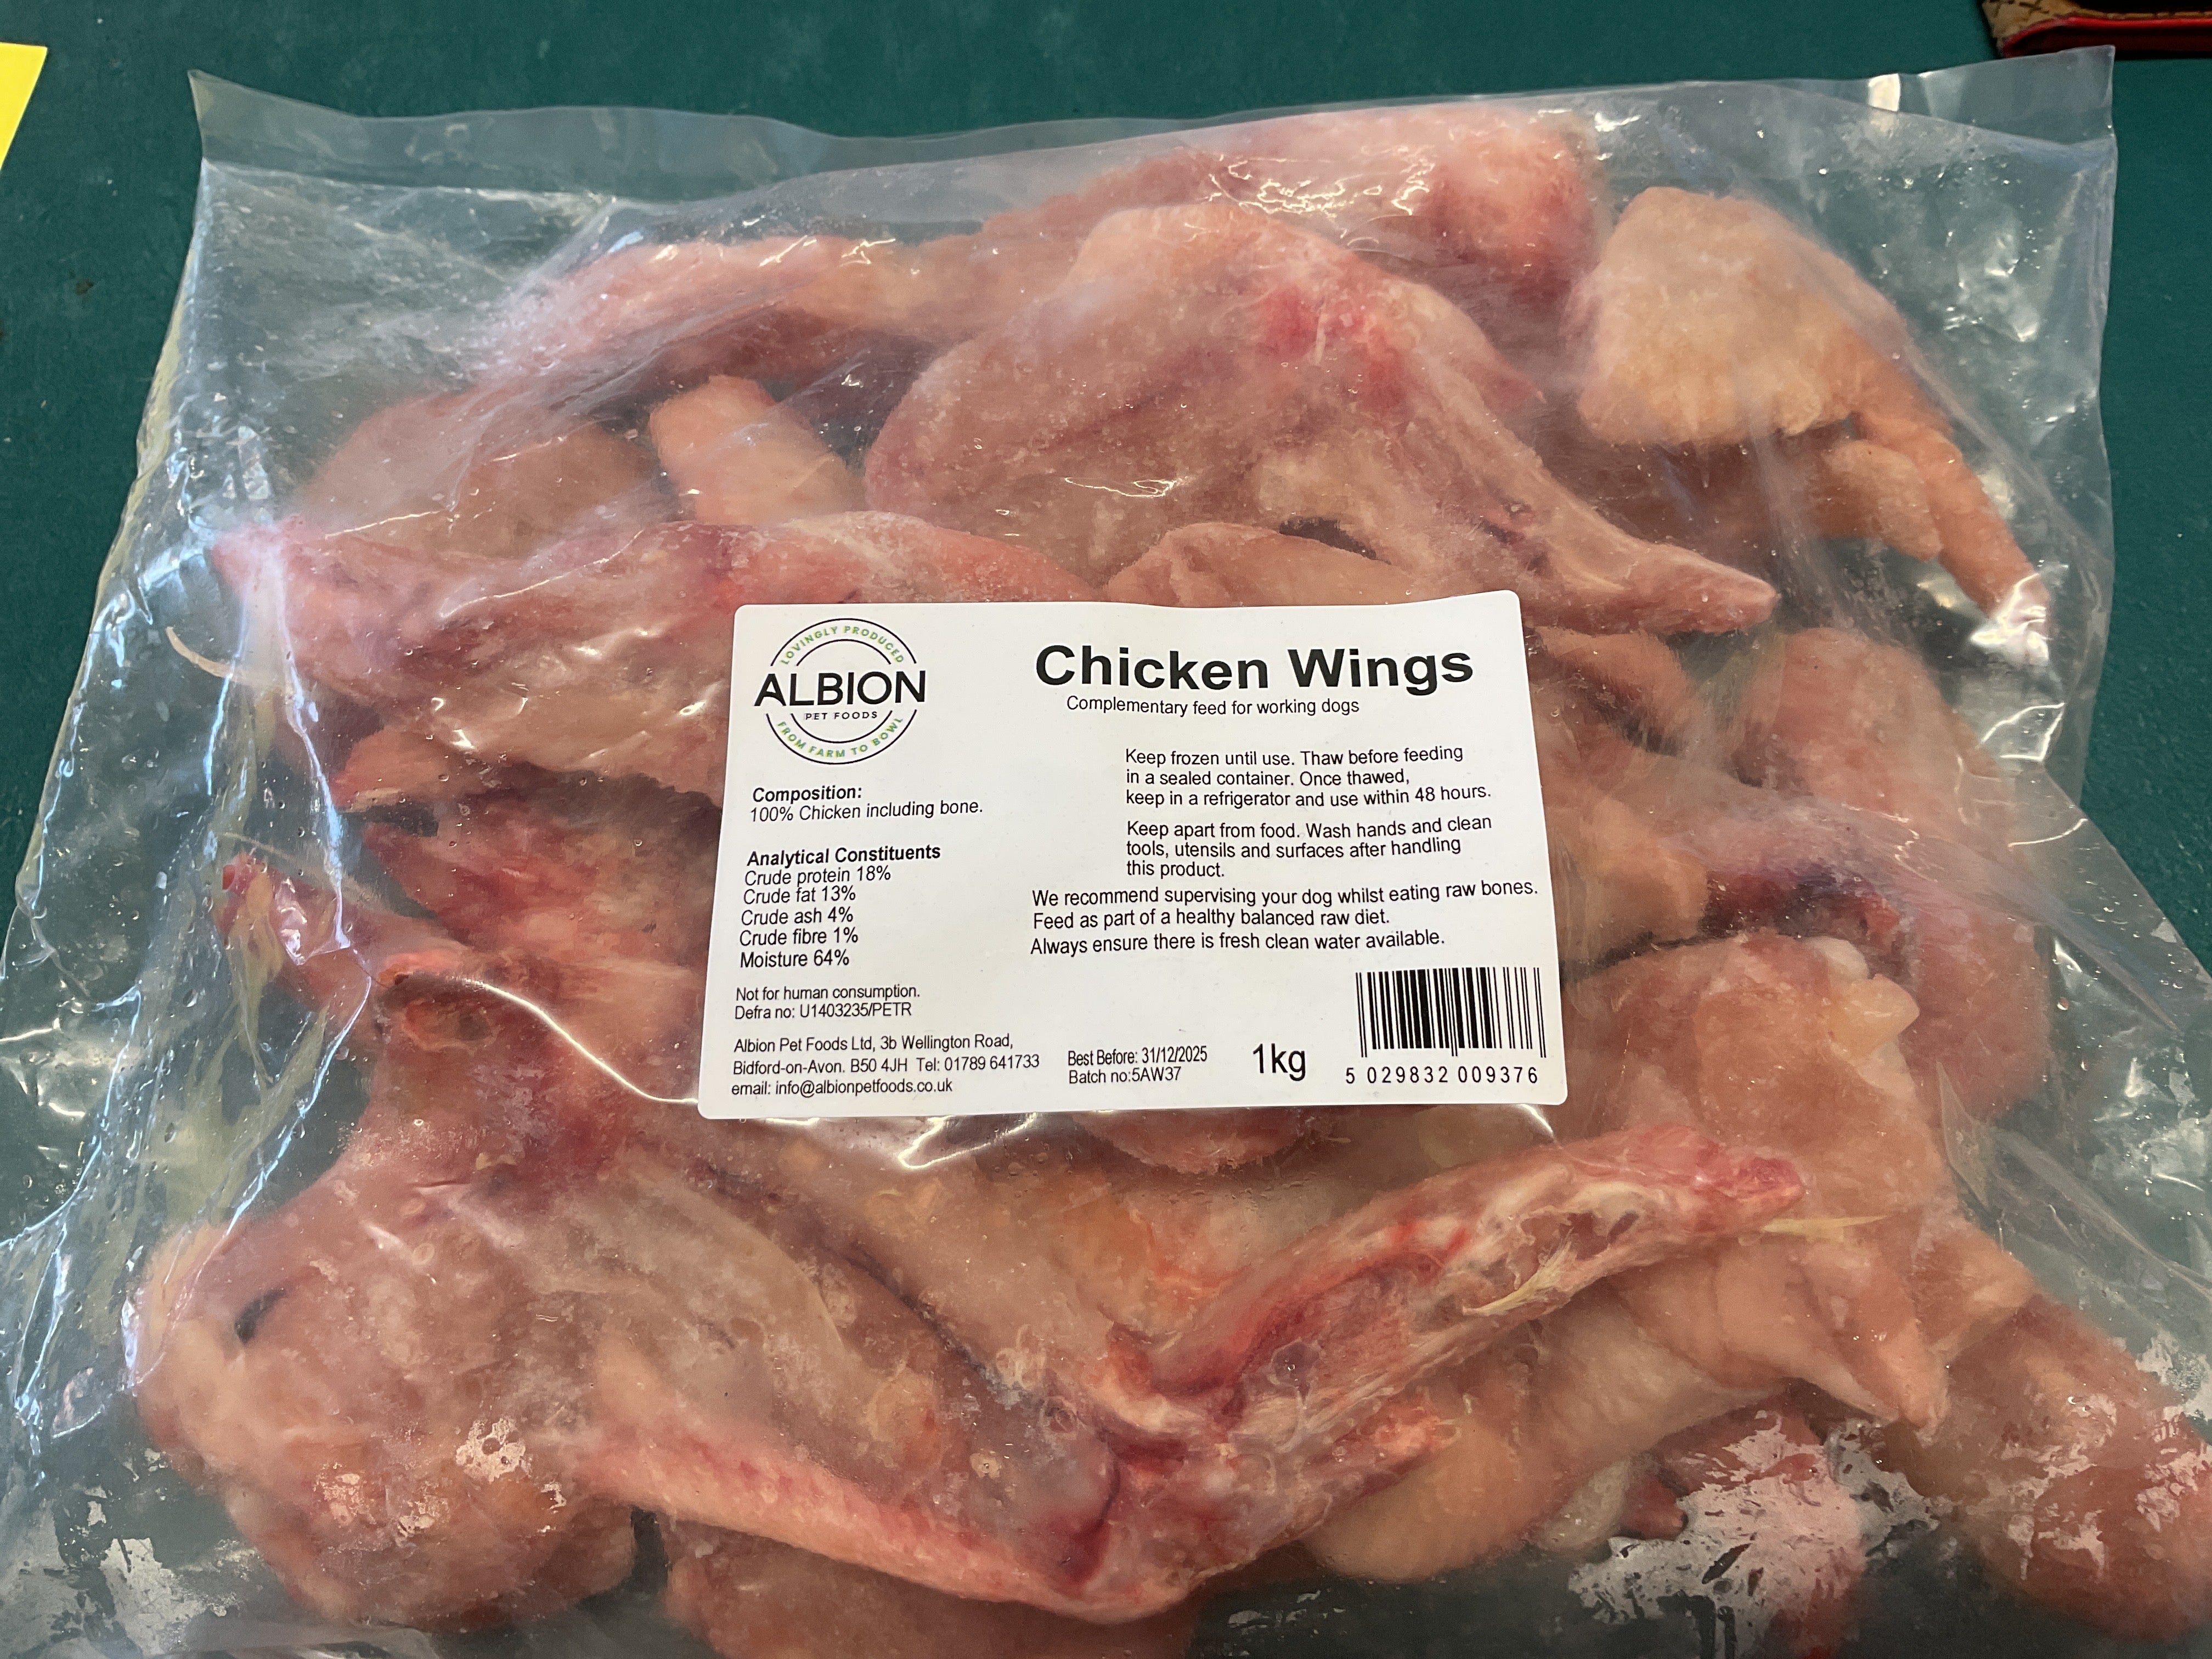 LOVINGLY PRODUCED
ALBION
PET FOODS
FROM FARM TO BOWL
Chicken Wings
Complementary feed for working dogs
Composition:
100% Chicken including bone.
Analytical Constituents
Crude protein 18%
Crude fat 13%
Crude ash 4%
Crude fibre 1%
Moisture 64%
Not for human consumption.
Defra no: U1403235/PETR
Albion Pet Foods Ltd, 3b Wellington Road,
Bidford-on-Avon. B50 4JH Tel: 01789 641733
email: info@albionpetfoods.co.uk
Keep frozen until use. Thaw before feeding
in a sealed container. Once thawed,
keep in a refrigerator and use within 48 hours.
Keep apart from food. Wash hands and clean
tools, utensils and surfaces after handling
this product.
We recommend supervising your dog whilst eating raw bones.
Feed as part of a healthy balanced raw diet.
Always ensure there is fresh clean water available.
Best Before: 31/12/2025
Batch no:5AW37
1kg
5 029832 009376